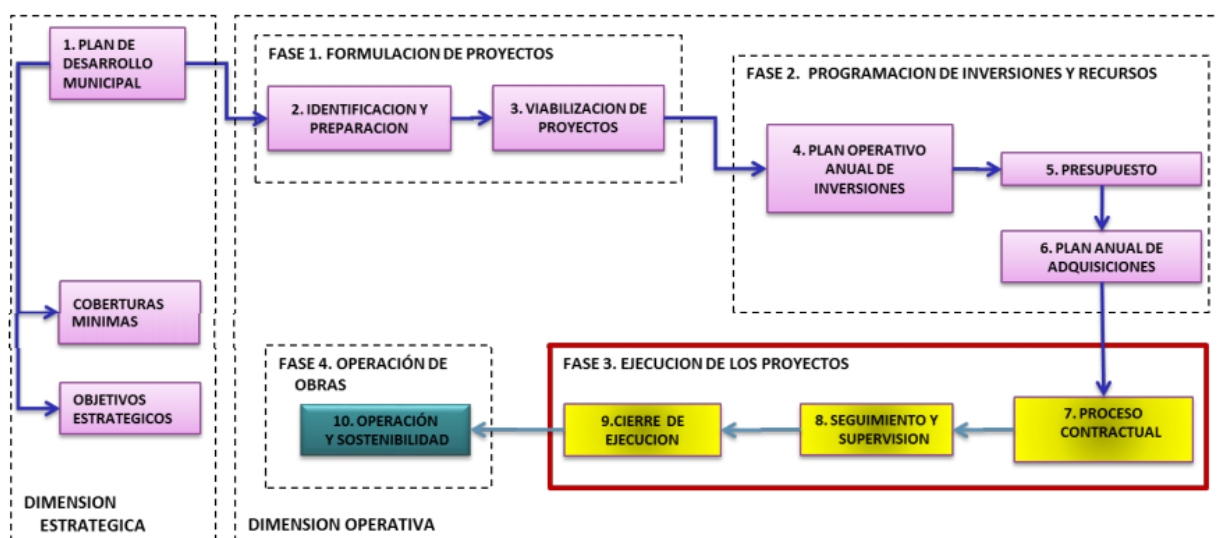 1. PLAN DE
DESARROLLO
MUNICIPAL
COBERTURAS
MINIMAS
OBJETIVOS
ESTRATEGICOS
DIMENSION
ESTRATEGICA
FASE 1. FORMULACION DE PROYECTOS
2. IDENTIFICACION Y
PREPARACION
3. VIABILIZACION DE
PROYECTOS
FASE 2. PROGRAMACION DE INVERSIONES Y RECURSOS
4. PLAN OPERATIVO
ANUAL DE
INVERSIONES
5. PRESUPUESTO
6. PLAN ANUAL DE
ADQUISICIONES
FASE 3. EJECUCION DE LOS PROYECTOS
7. PROCESO
CONTRACTUAL
8. SEGUIMIENTO Y
SUPERVISION
9.CIERRE DE
EJECUCION
FASE 4. OPERACIÓN DE
OBRAS
10. OPERACIÓN
Y SOSTENIBILIDAD
DIMENSION OPERATIVA